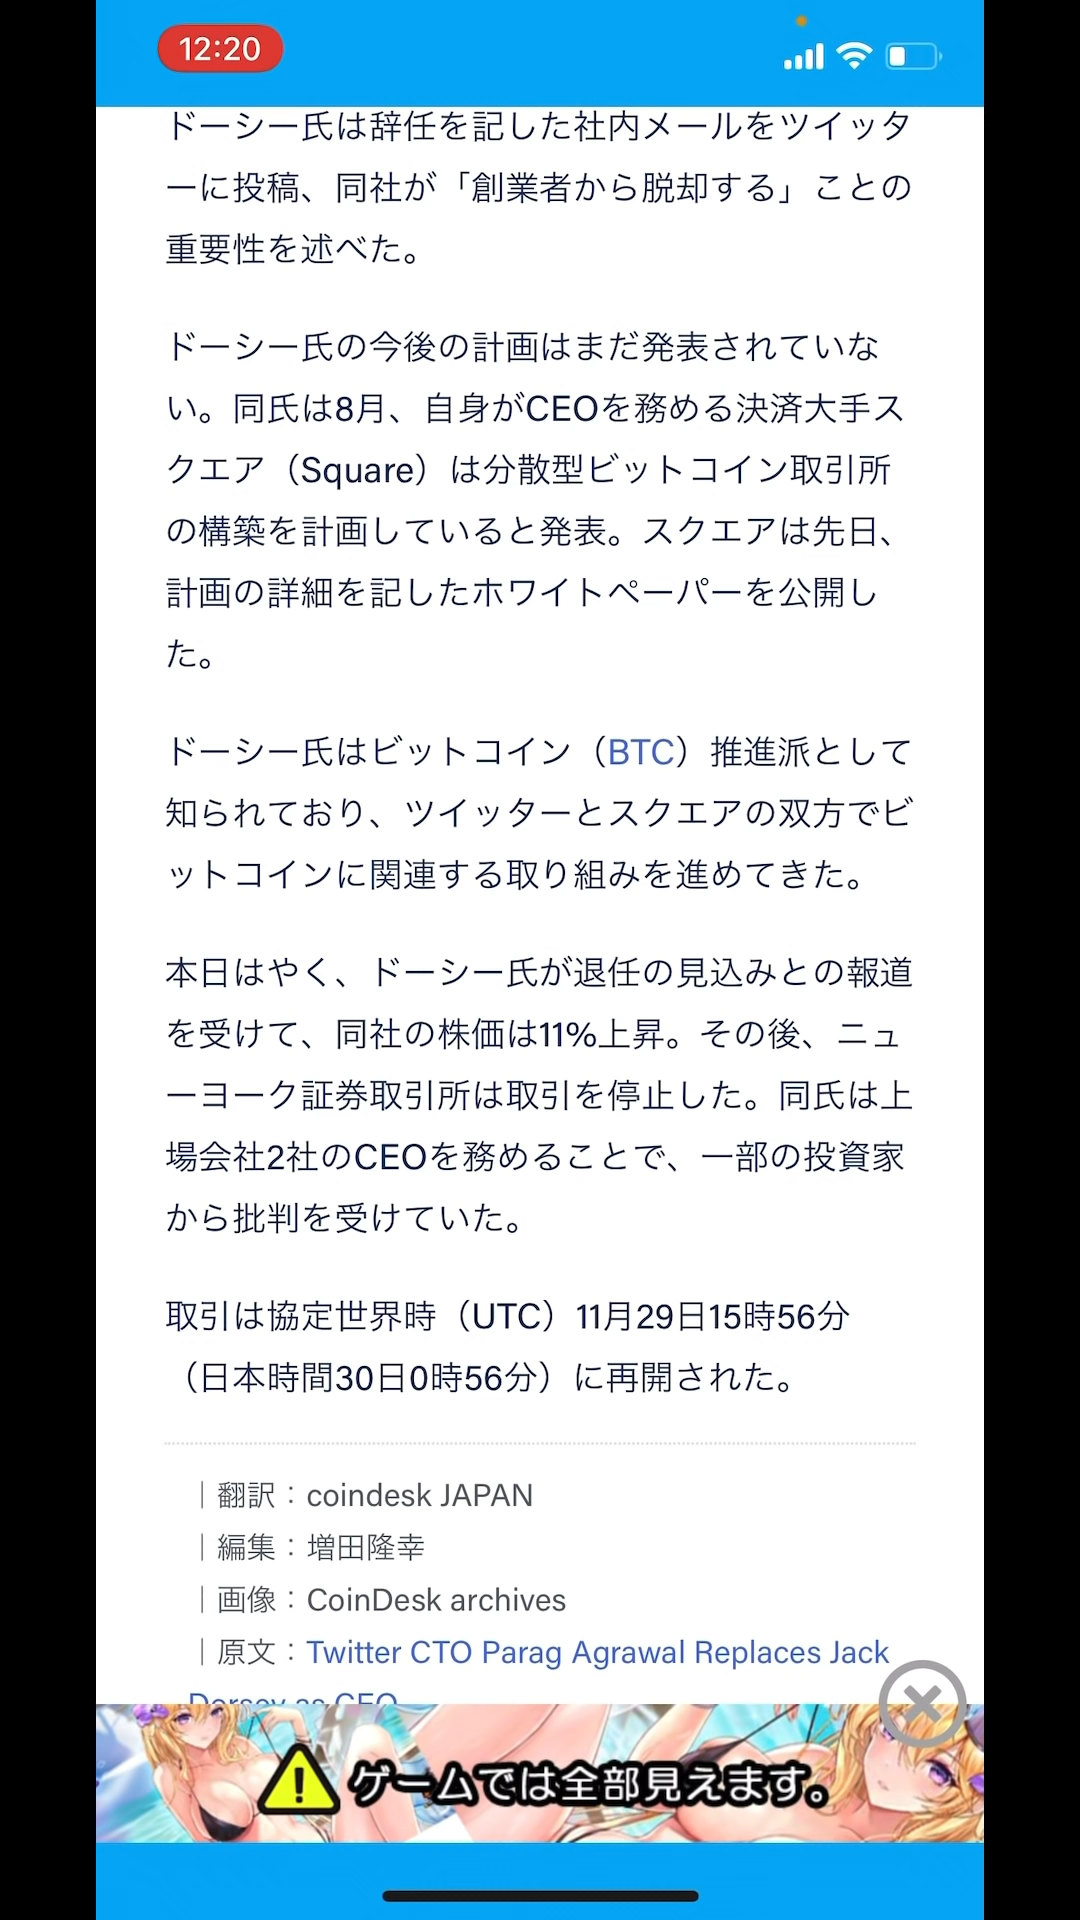 12:20
ドーシー氏は辞任を記した社内メールをツイッタ
ーに投稿、同社が「創業者から脱却する」ことの
重要性を述べた。
ドーシー氏の今後の計画はまだ発表されていな
い。同氏は8月、自身がCEOを務める決済大手ス
クエア（Square）は分散型ビットコイン取引所
の構築を計画していると発表。スクエアは先日、
計画の詳細を記したホワイトペーパーを公開し
た。
ドーシー氏はビットコイン（BTC）推進派として
知られており、ツイッターとスクエアの双方でビ
ットコインに関連する取り組みを進めてきた。
本日はやく、ドーシー氏が退任の見込みとの報道
を受けて、同社の株価は11%上昇。その後、ニュ
ーヨーク証券取引所は取引を停止した。同氏は上
場会社2社のCEOを務めることで、一部の投資家
から批判を受けていた。
取引は協定世界時（UTC）11月29日15時56分
（日本時間30日0時56分）に再開された。
｜翻訳：coindesk JAPAN
｜編集：増田隆幸
｜画像：CoinDesk archives
｜原文：Twitter CTO Parag Agrawal Replaces Jack
Dorsey as CEO
ゲームでは全部見えます。